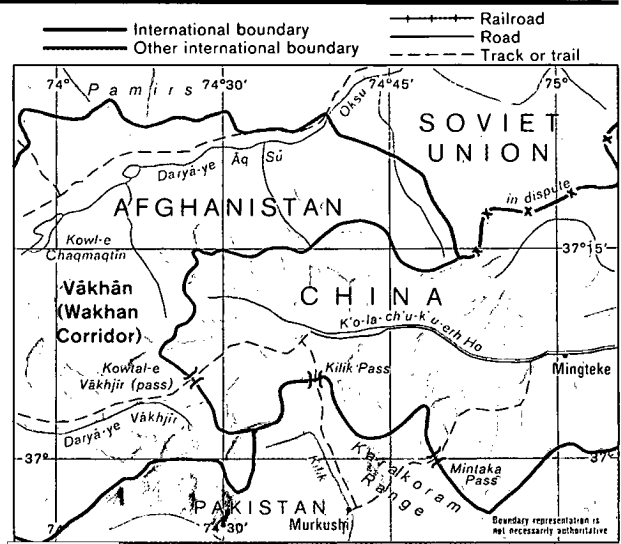 International boundary
Other international boundary
Railroad
Road
Track or trail
74°
74°30'
74°45'
75°
Pamirs
Oksu
SOVIET
UNION
Daryā-ye Āq Sū
in dispute
AFGHANISTAN
Kowl-e
Chaqmaqtīn
37°15'
Vākhān
(Wakhan
Corridor)
CHINA
K'o-la-ch'u-k'u-erh Ho
Mingteke
Kowtal-e
Vākhjīr (pass)
Kilik Pass
Daryā-ye Vākhjīr
37°
Karalkoram
Range
Mintaka
Pass
37°
Kilik
PAKISTAN
74°
74°30'
Murkushi
75°
Boundary representation is
not necessarily authoritative